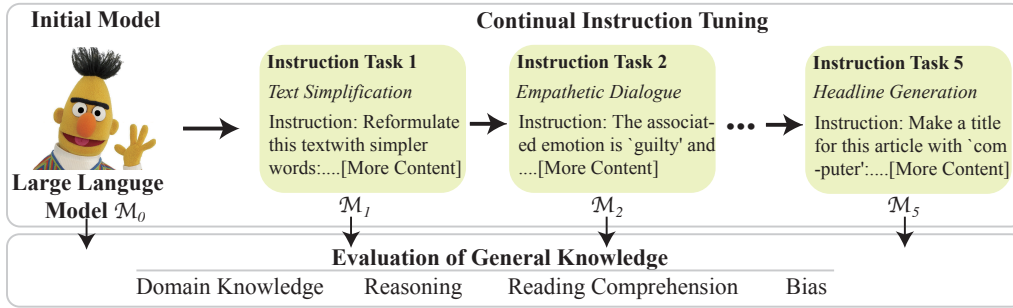 Initial Model
Continual Instruction Tuning
Large Languge
Model M₀
Instruction Task 1
Text Simplification
Instruction: Reformulate
this textwith simpler
words:....[More Content]
M₁
Instruction Task 2
Empathetic Dialogue
Instruction: The associat-
ed emotion is `guilty' and
....[More Content]
M₂
Instruction Task 5
Headline Generation
Instruction: Make a title
for this article with `com
-puter':....[More Content]
M₅
Evaluation of General Knowledge
Domain Knowledge Reasoning Reading Comprehension Bias